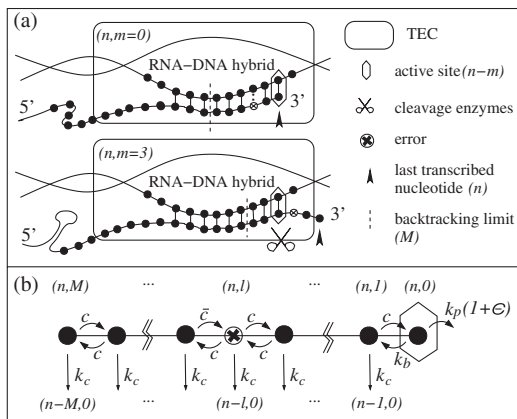 (a)
(n,m=0)
RNA−DNA hybrid
5'
3'
(n,m=3)
RNA−DNA hybrid
5'
3'
TEC
active site(n−m)
cleavage enzymes
error
last transcribed
nucleotide (n)
backtracking limit
(M)
(b)
(n,M) ... (n,l) ... (n,1) (n,0)
c c̄ c c k_p(1+Є)
c c c k_b
k_c k_c k_c k_c k_c k_c
(n−M,0) ... (n−l,0) ... (n−1,0)